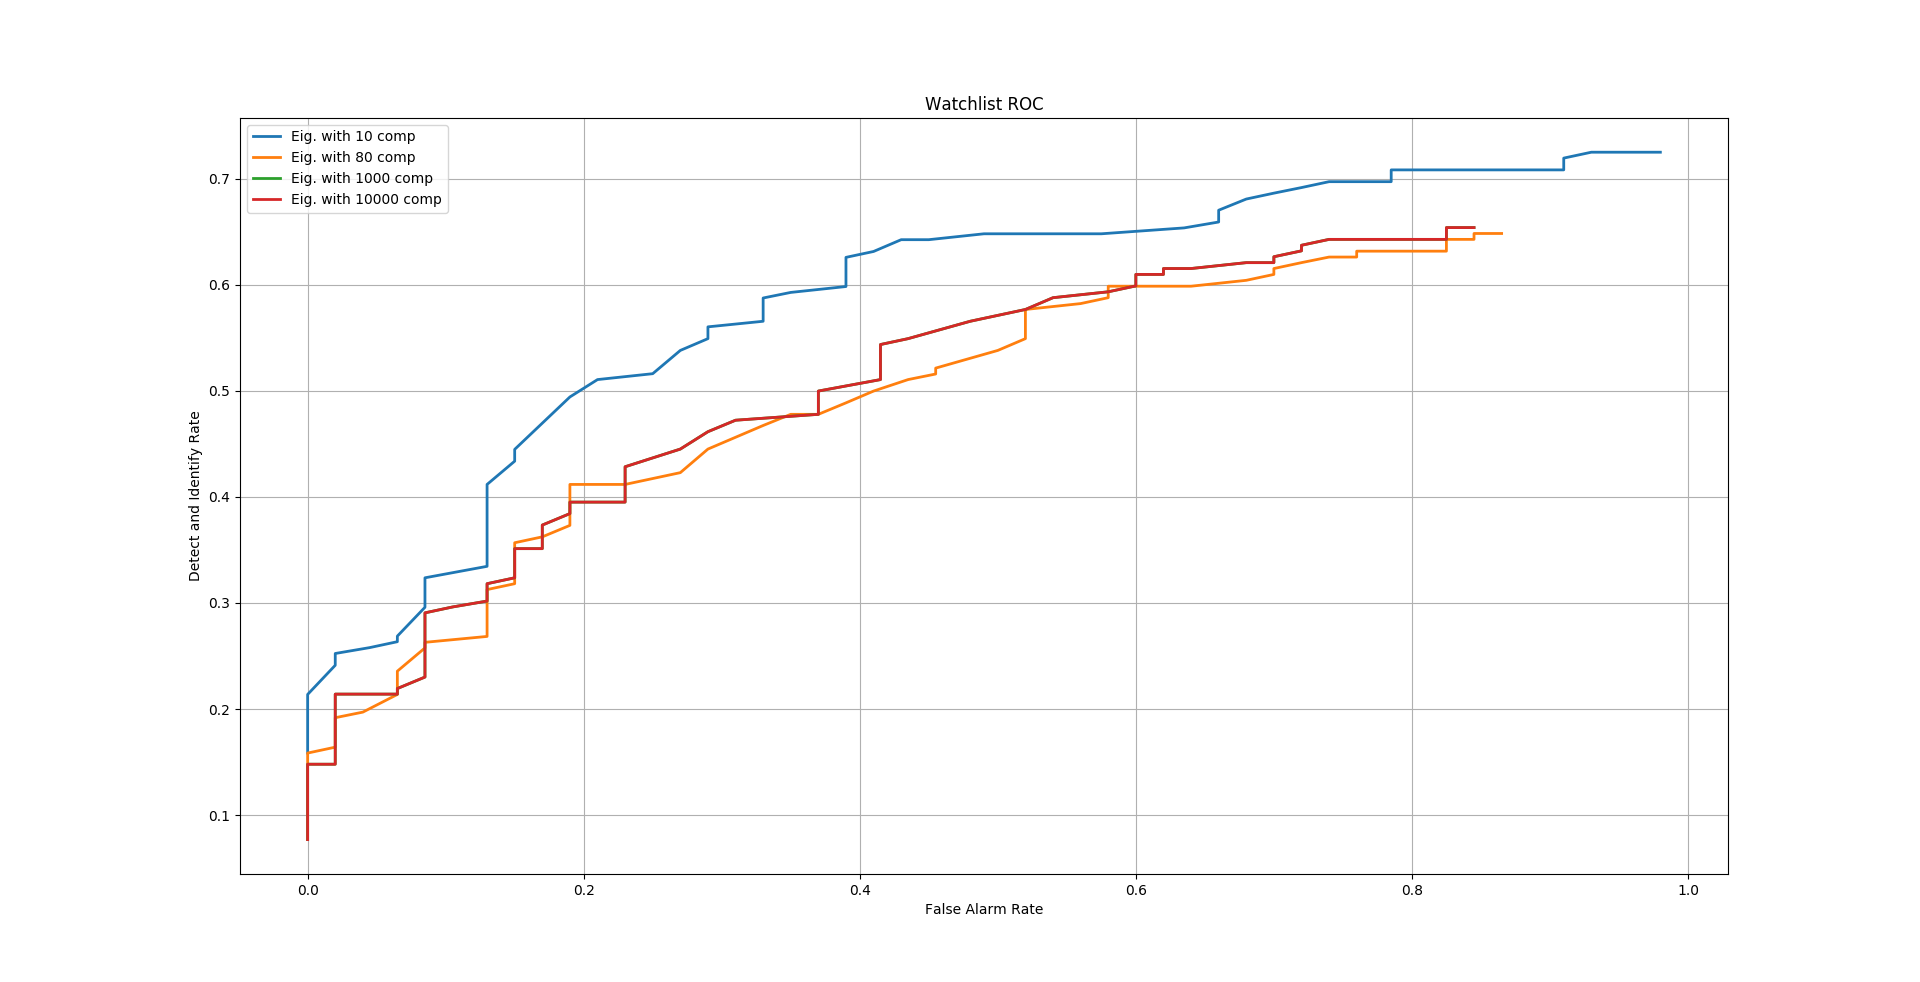 Watchlist ROC
Eig. with 10 comp
Eig. with 80 comp
Eig. with 1000 comp
Eig. with 10000 comp
Detect and Identify Rate
0.7
0.6
0.5
0.4
0.3
0.2
0.1
0.0 0.2 0.4 0.6 0.8 1.0
False Alarm Rate